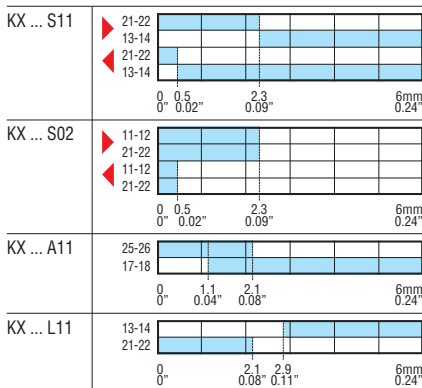 KX ... S11
21-22
13-14
21-22
13-14
0 0.5 2.3 6mm
0" 0.02" 0.09" 0.24"
KX ... S02
11-12
21-22
11-12
21-22
0 0.5 2.3 6mm
0" 0.02" 0.09" 0.24"
KX ... A11
25-26
17-18
0 1.1 2.1 6mm
0" 0.04" 0.08" 0.24"
KX ... L11
13-14
21-22
0 2.1 2.9 6mm
0" 0.08" 0.11" 0.24"